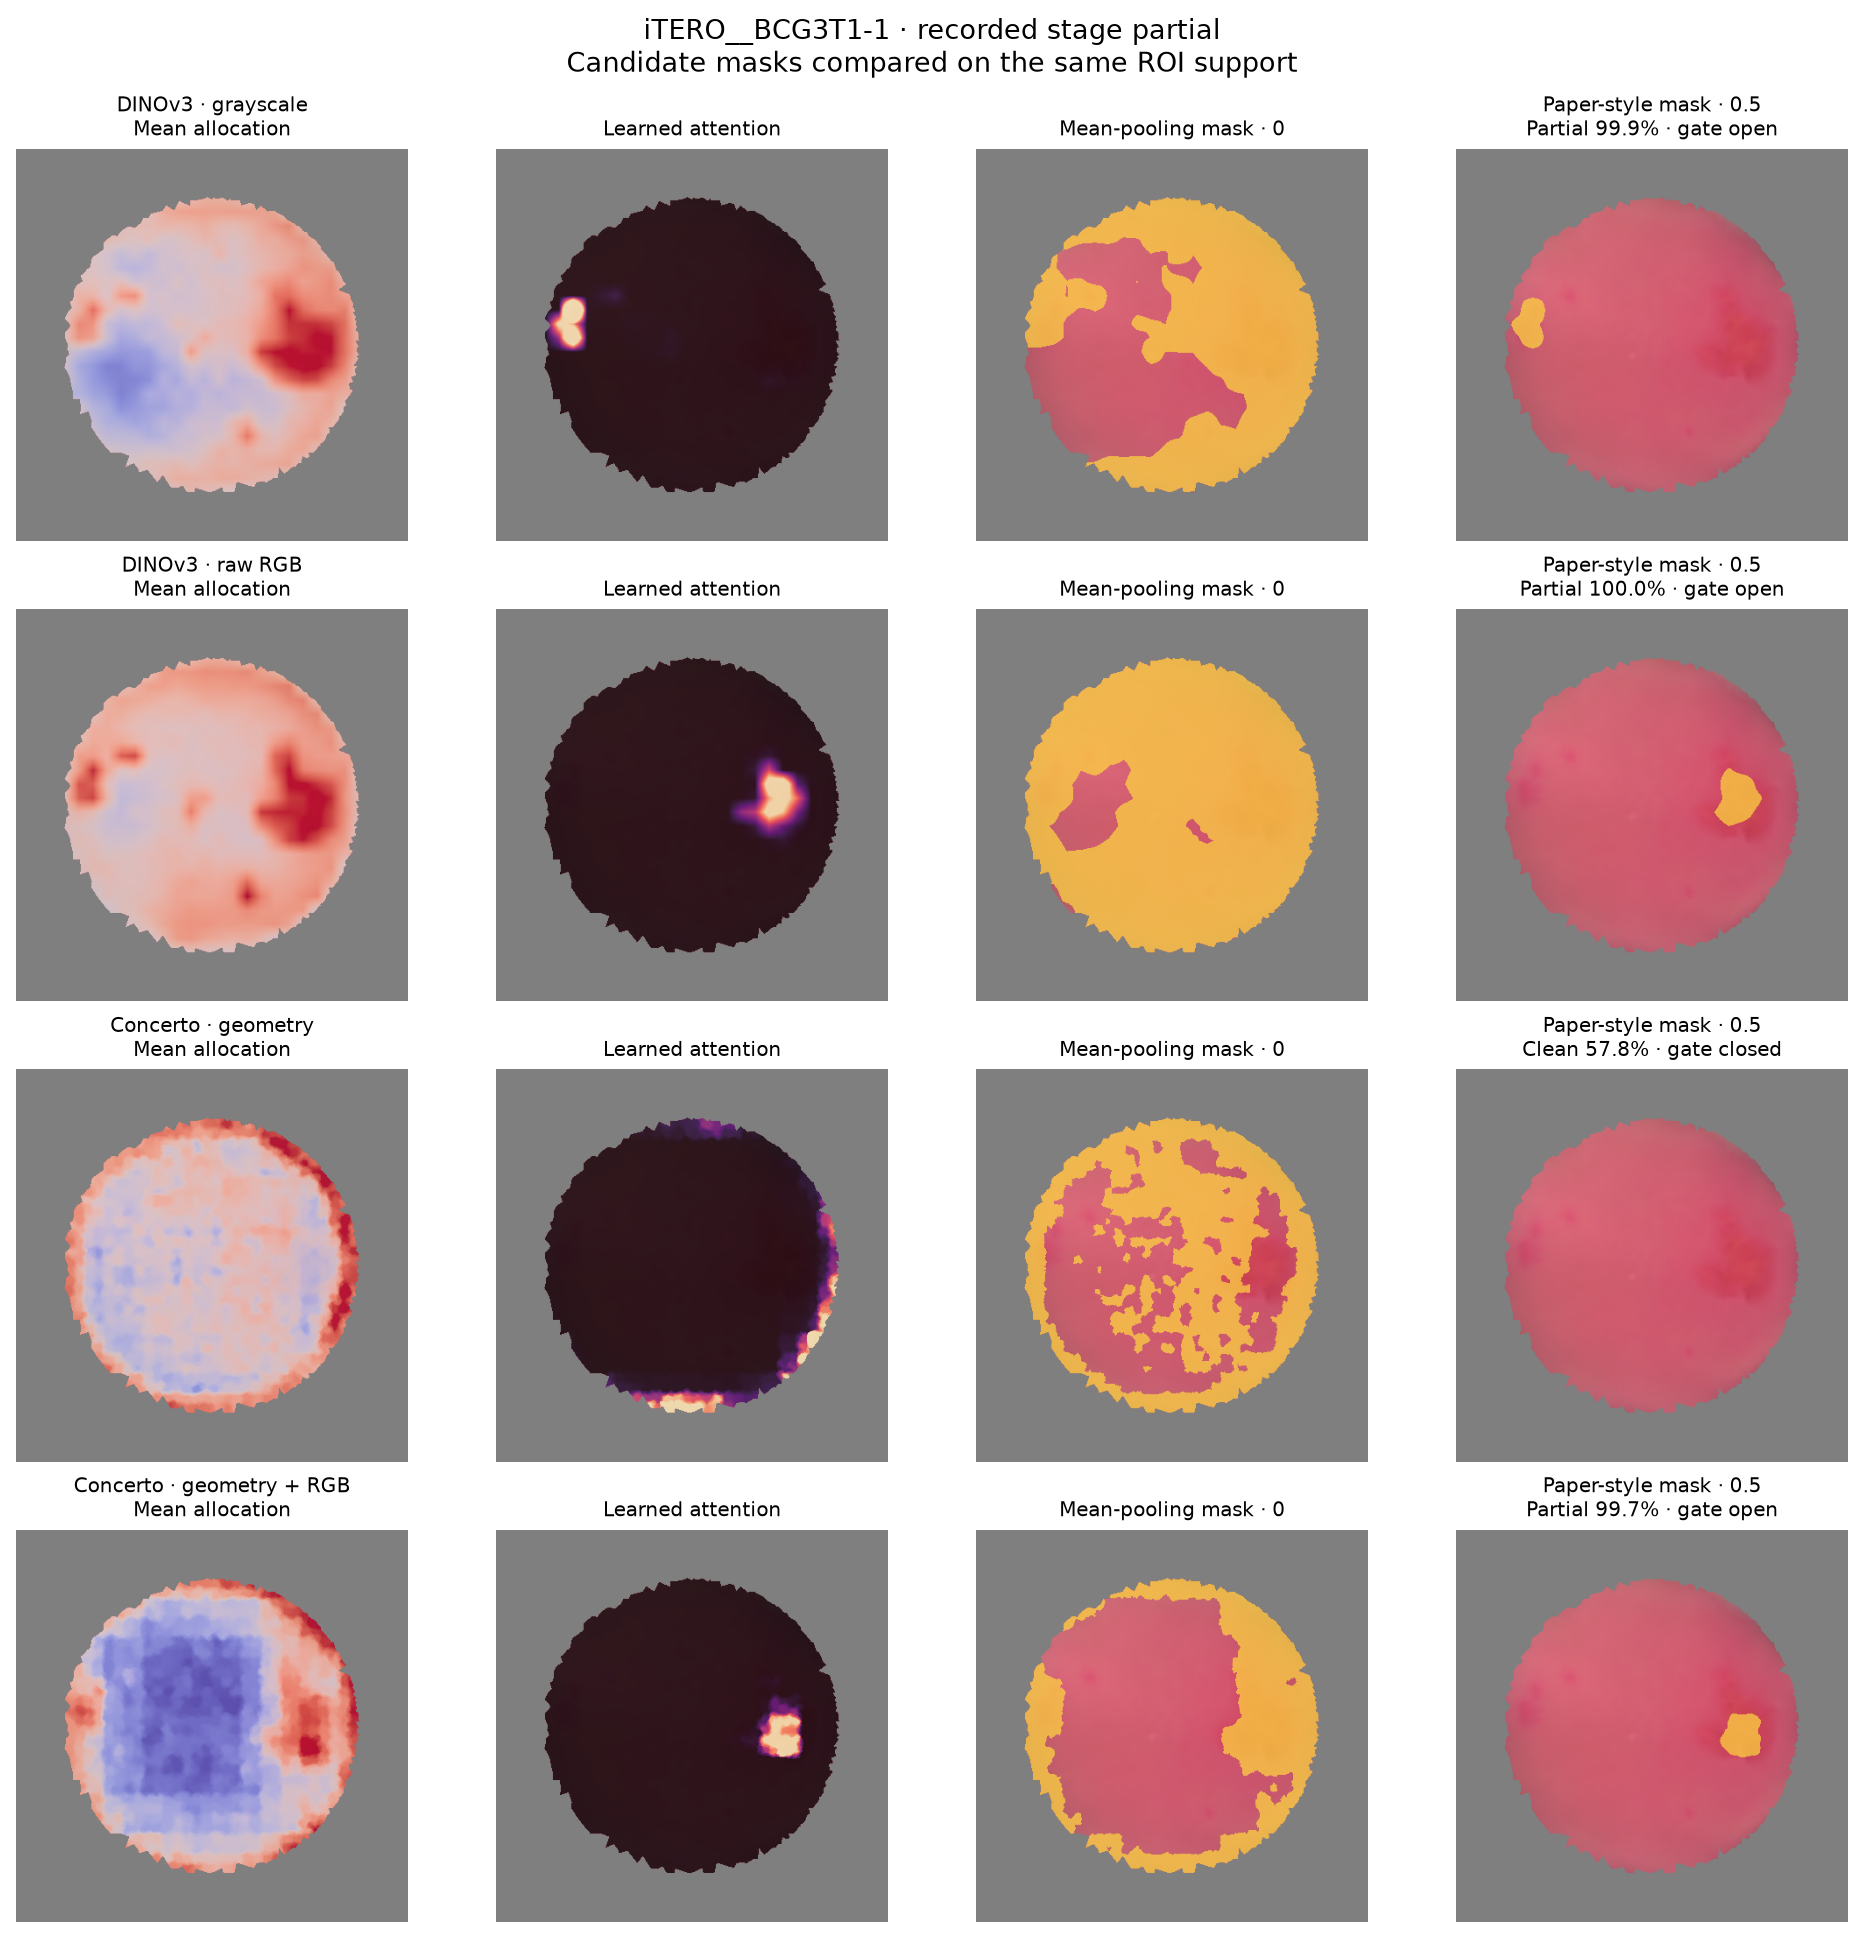 iTERO__BCG3T1-1 · recorded stage partial
Candidate masks compared on the same ROI support
DINOv3 · grayscale
Mean allocation
Learned attention
Mean-pooling mask · 0
Paper-style mask · 0.5
Partial 99.9% · gate open
DINOv3 · raw RGB
Mean allocation
Learned attention
Mean-pooling mask · 0
Paper-style mask · 0.5
Partial 100.0% · gate open
Concerto · geometry
Mean allocation
Learned attention
Mean-pooling mask · 0
Paper-style mask · 0.5
Clean 57.8% · gate closed
Concerto · geometry + RGB
Mean allocation
Learned attention
Mean-pooling mask · 0
Paper-style mask · 0.5
Partial 99.7% · gate open